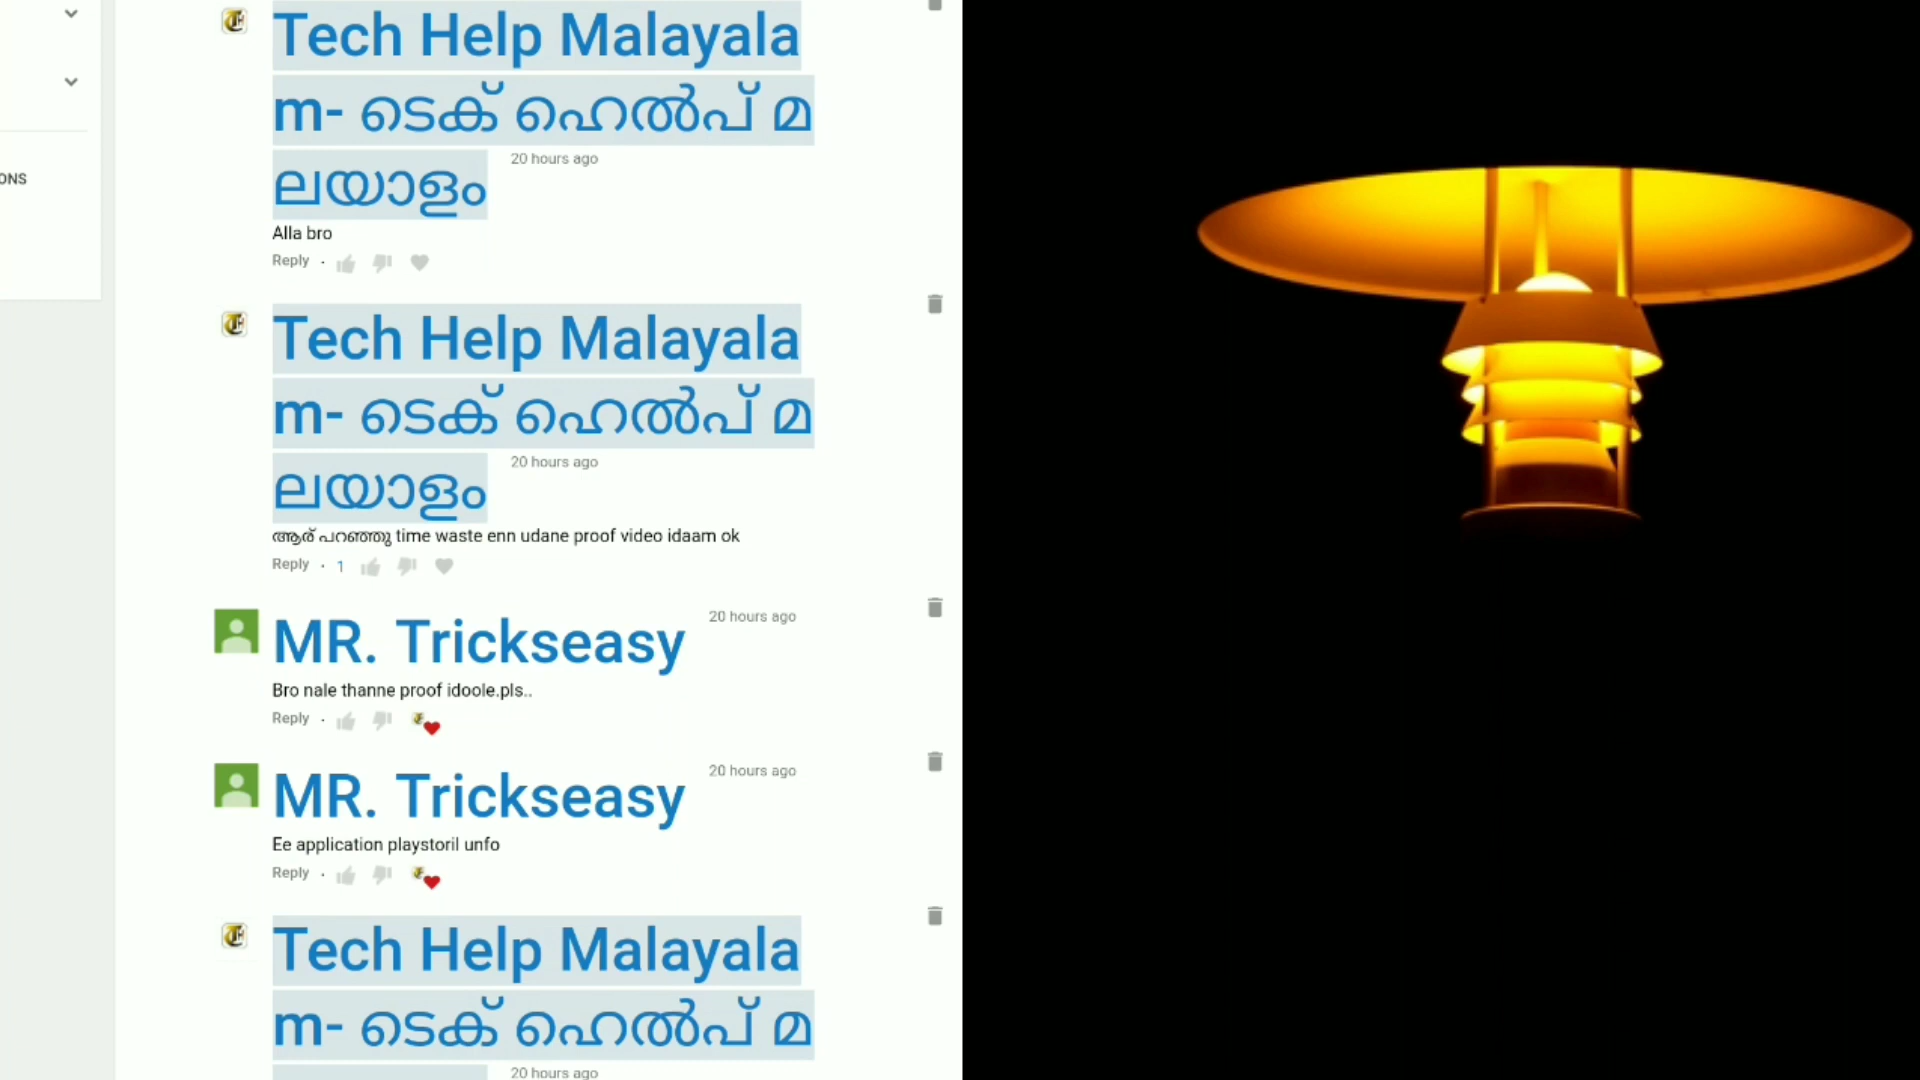 Tech Help Malayala
m- ടെക് ഹെൽപ് മ
ലയാളം 20 hours ago
Alla bro
Reply ·
ONS
Tech Help Malayala
m- ടെക് ഹെൽപ് മ
ലയാളം 20 hours ago
ആര് പറഞ്ഞു time waste enn udane proof video idaam ok
Reply · 1
MR. Trickseasy 20 hours ago
Bro nale thanne proof idoole.pls..
Reply ·
MR. Trickseasy 20 hours ago
Ee application playstoril unfo
Reply ·
Tech Help Malayala
m- ടെക് ഹെൽപ് മ
20 hours ago